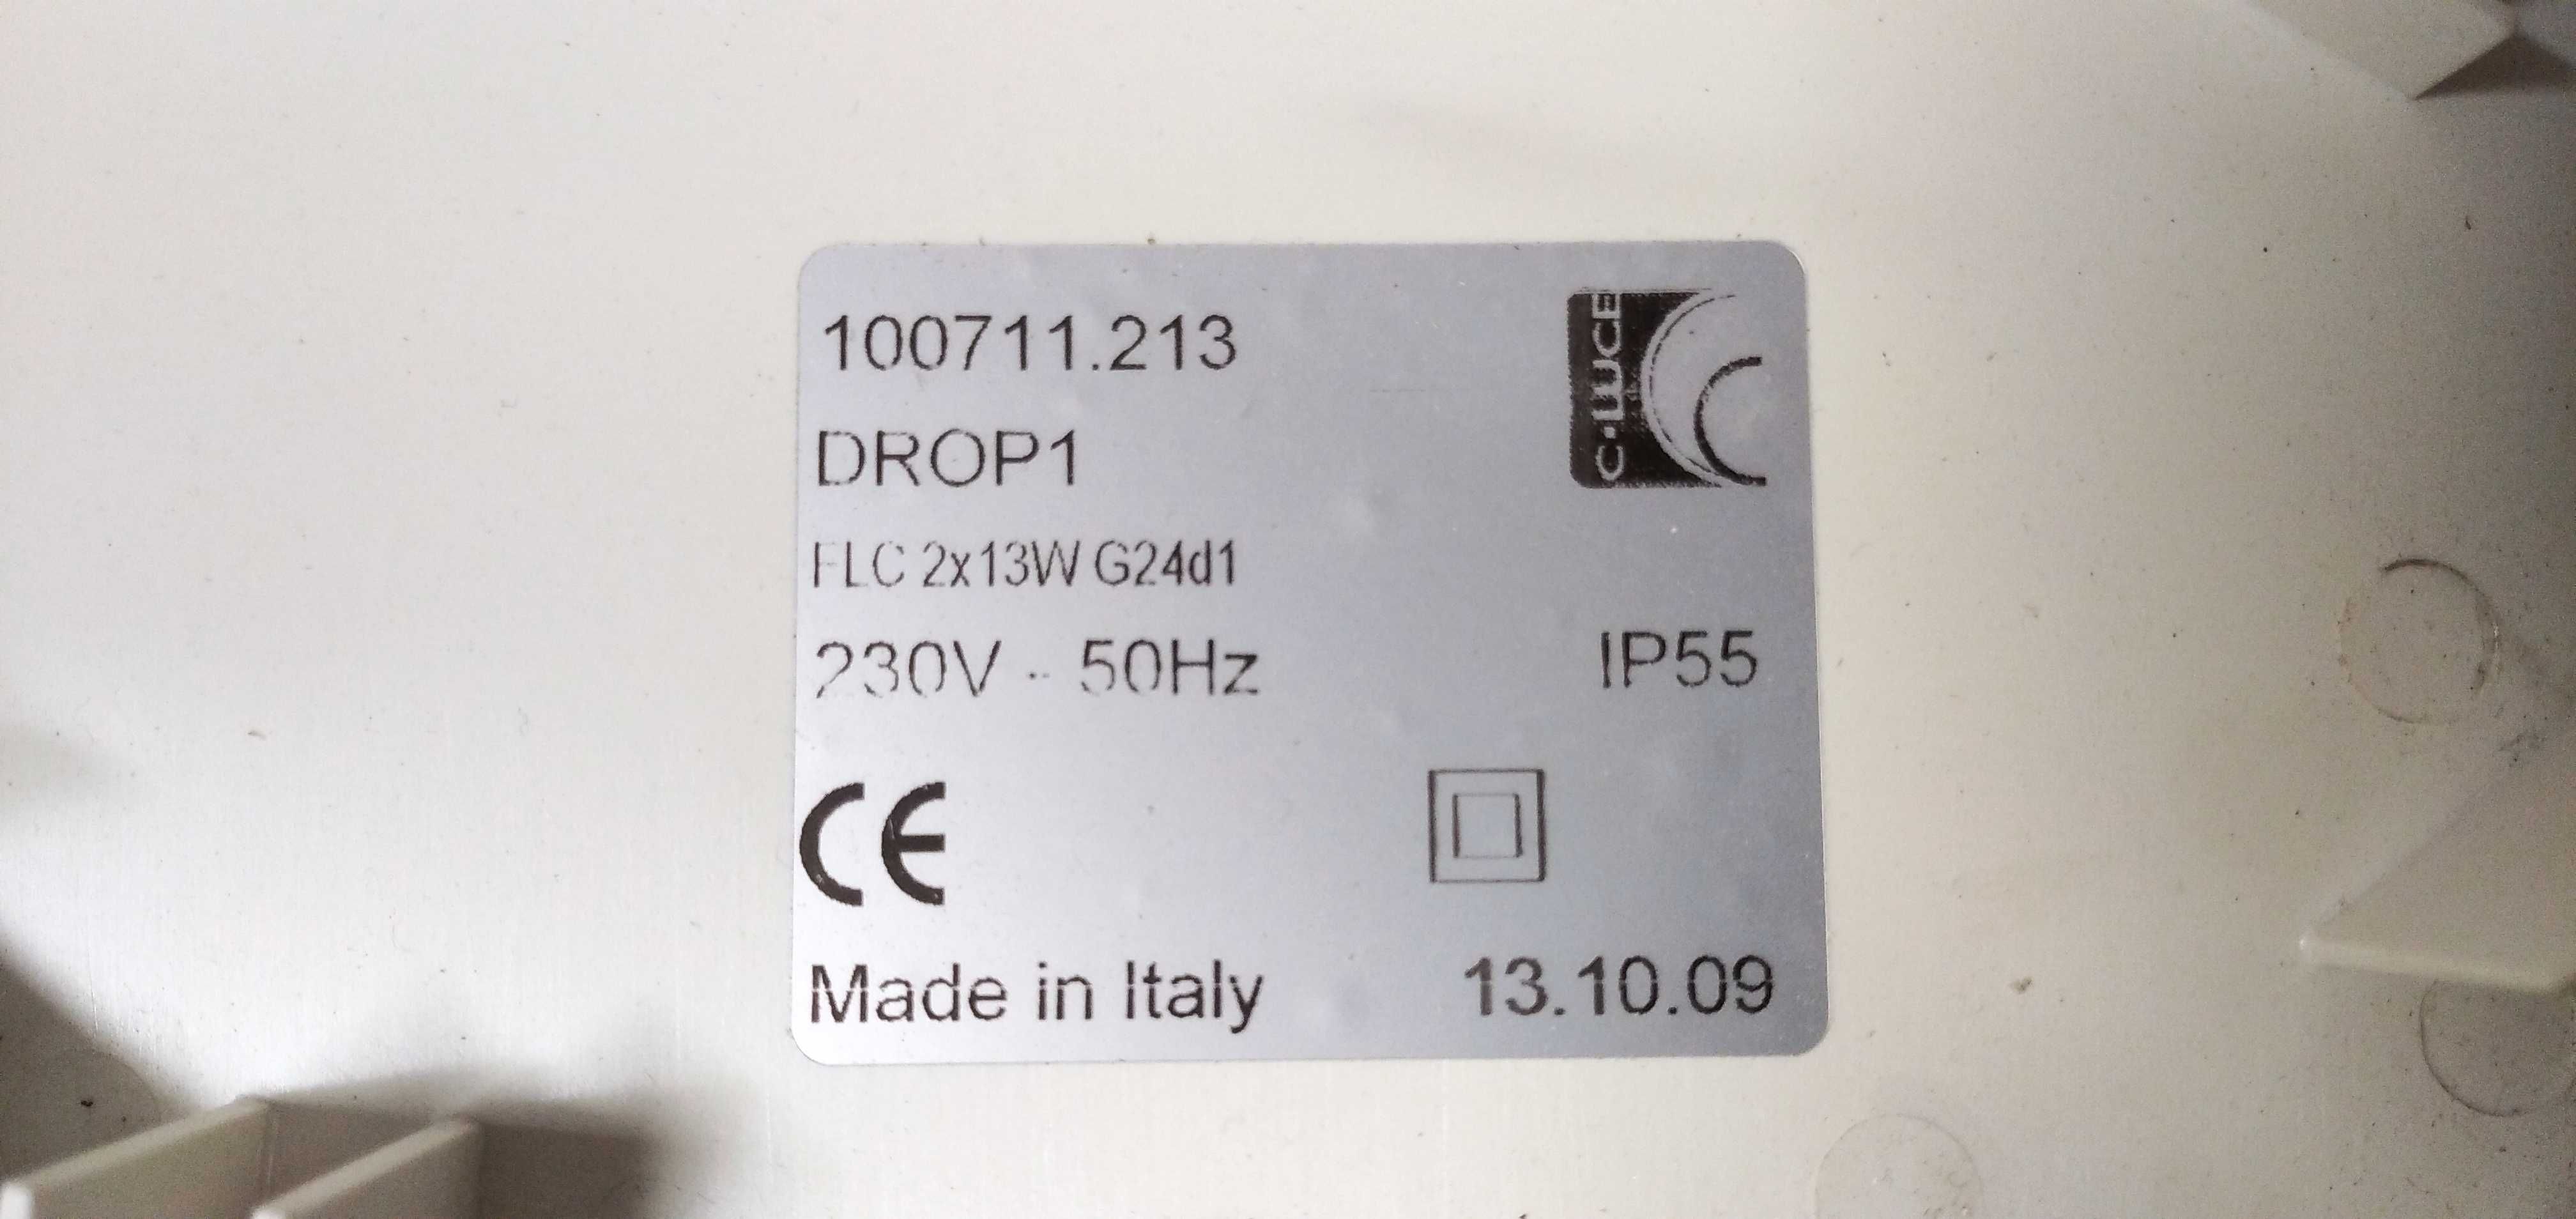 100711.213
C·LUCE
DROP1
FLC 2x13W G24d1
230V ~ 50Hz IP55
CE
Made in Italy 13.10.09